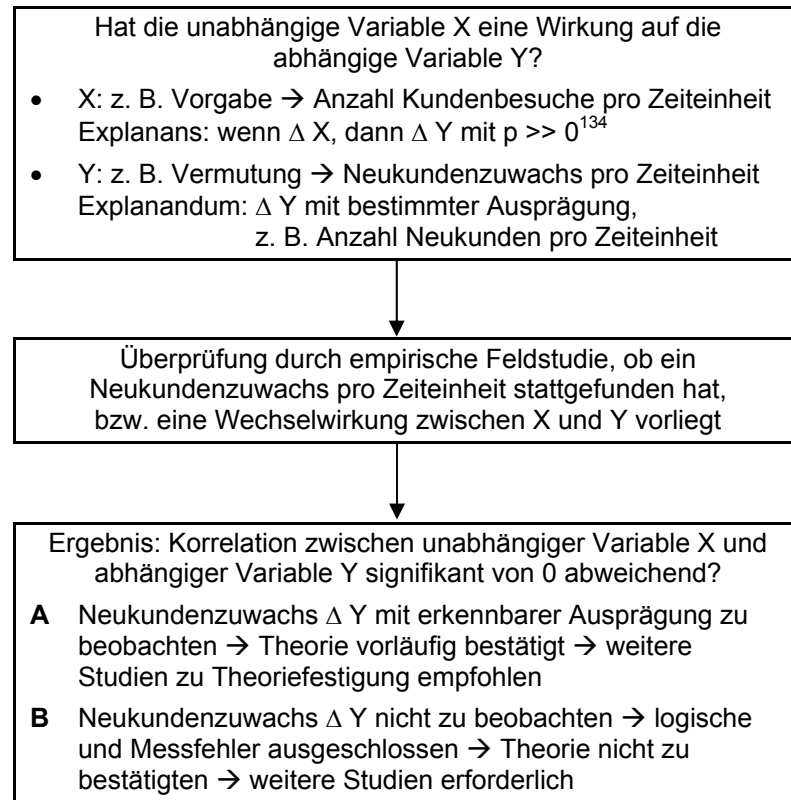 Hat die unabhängige Variable X eine Wirkung auf die
abhängige Variable Y?
• X: z. B. Vorgabe → Anzahl Kundenbesuche pro Zeiteinheit
Explanans: wenn ∆ X, dann ∆ Y mit p >> 0¹³⁴
• Y: z. B. Vermutung → Neukundenzuwachs pro Zeiteinheit
Explanandum: ∆ Y mit bestimmter Ausprägung,
z. B. Anzahl Neukunden pro Zeiteinheit
Überprüfung durch empirische Feldstudie, ob ein
Neukundenzuwachs pro Zeiteinheit stattgefunden hat,
bzw. eine Wechselwirkung zwischen X und Y vorliegt
Ergebnis: Korrelation zwischen unabhängiger Variable X und
abhängiger Variable Y signifikant von 0 abweichend?
A Neukundenzuwachs ∆ Y mit erkennbarer Ausprägung zu
beobachten → Theorie vorläufig bestätigt → weitere
Studien zu Theoriefestigung empfohlen
B Neukundenzuwachs ∆ Y nicht zu beobachten → logische
und Messfehler ausgeschlossen → Theorie nicht zu
bestätigten → weitere Studien erforderlich